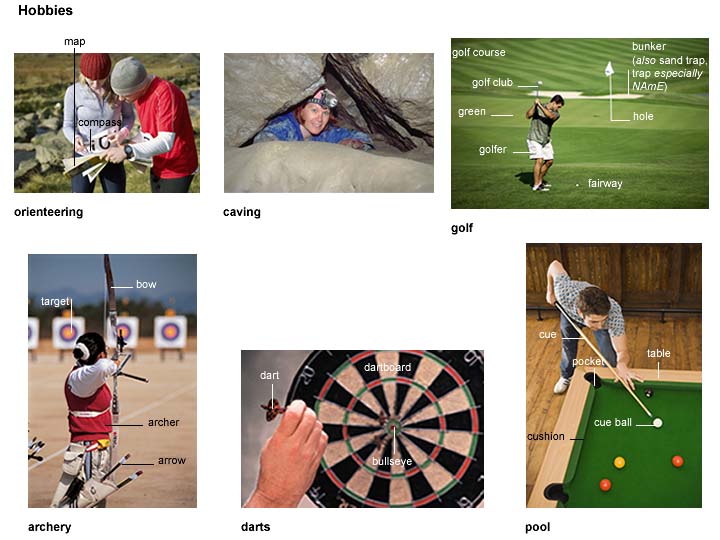 Hobbies
map
compass
orienteering
caving
golf course
golf club
green
golfer
bunker
(also sand trap,
trap especially
NAmE)
hole
fairway
golf
target
bow
archer
arrow
archery
dart
dartboard
bullseye
darts
cue
pocket
table
cue ball
cushion
pool